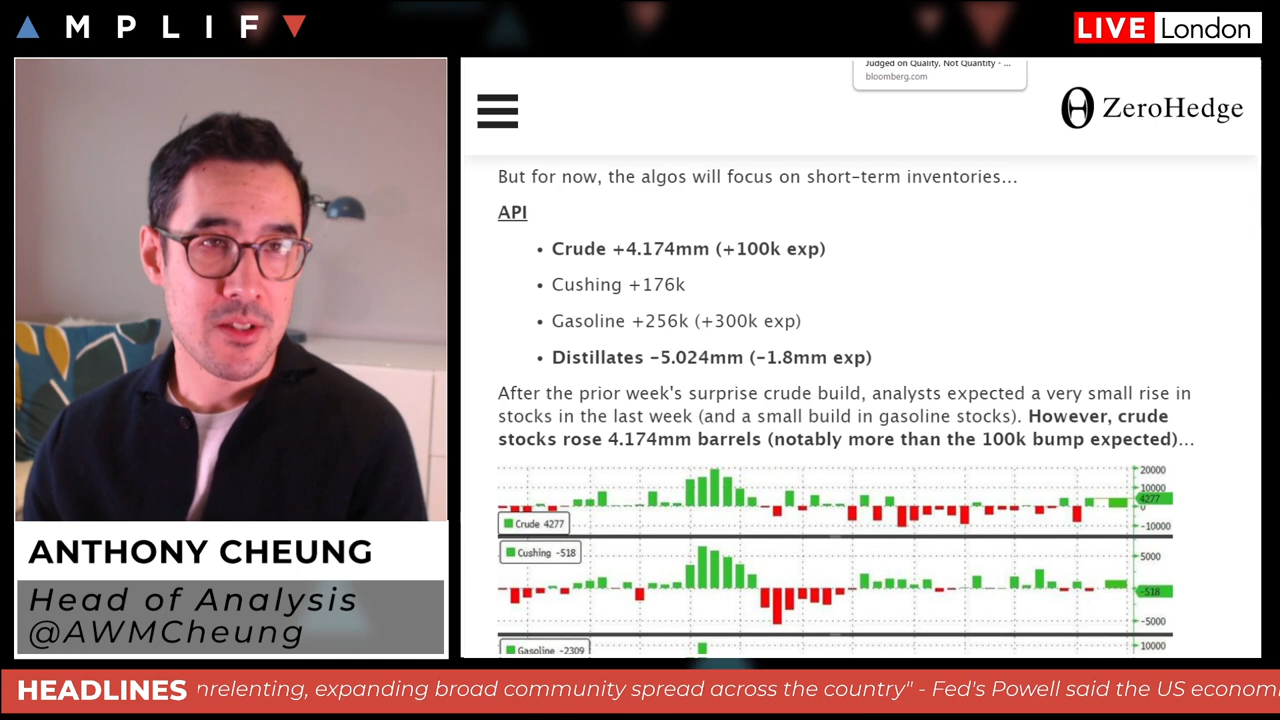 AMPLIFY
LIVE London
Judged on Quality, Not Quantity - ...
bloomberg.com
ZeroHedge
But for now, the algos will focus on short-term inventories...
API
• Crude +4.174mm (+100k exp)
• Cushing +176k
• Gasoline +256k (+300k exp)
• Distillates -5.024mm (-1.8mm exp)
After the prior week's surprise crude build, analysts expected a very small rise in
stocks in the last week (and a small build in gasoline stocks). However, crude
stocks rose 4.174mm barrels (notably more than the 100k bump expected)...
20000
10000
4277
0
-10000
Crude 4277
Cushing -518
5000
-518
-5000
Gasoline -2309
10000
ANTHONY CHEUNG
Head of Analysis
@AWMCheung
HEADLINES nrelenting, expanding broad community spread across the country" - Fed's Powell said the US economi